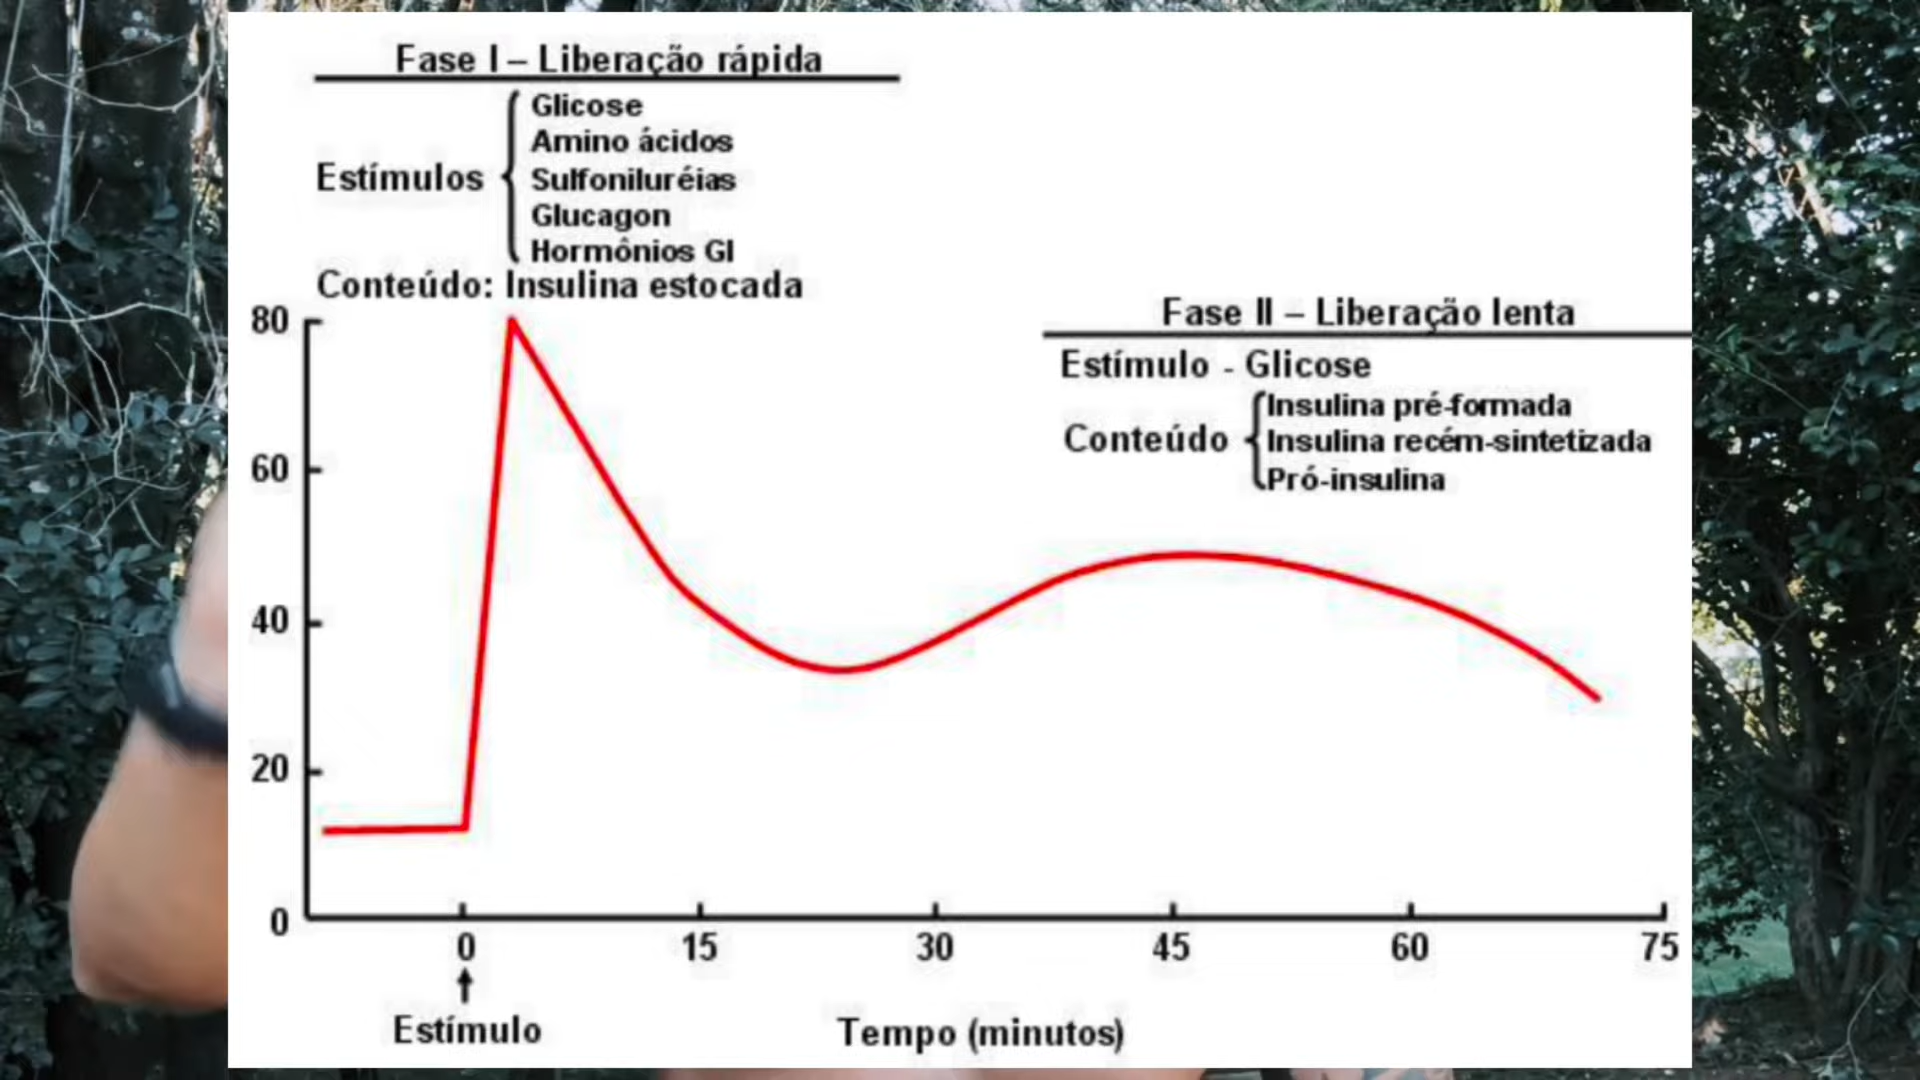 Fase I – Liberação rápida
Estímulos
Glicose
Amino ácidos
Sulfoniluréias
Glucagon
Hormônios GI
Conteúdo: Insulina estocada
Fase II – Liberação lenta
Estímulo - Glicose
Conteúdo
Insulina pré-formada
Insulina recém-sintetizada
Pró-insulina
80
60
40
20
0
0 15 30 45 60 75
Estímulo
Tempo (minutos)